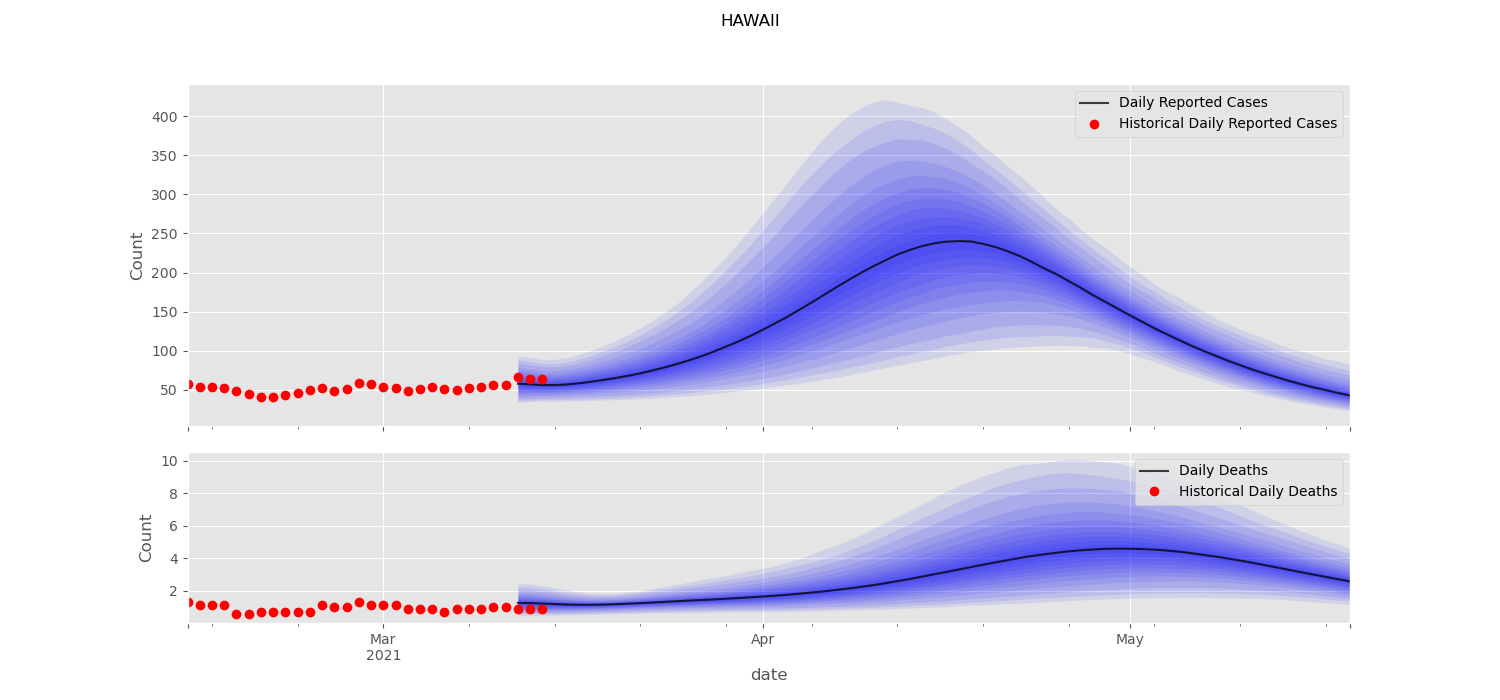 HAWAII
Daily Reported Cases
Historical Daily Reported Cases
400
350
300
250
200
150
100
50
Count
Daily Deaths
Historical Daily Deaths
10
8
6
4
2
Count
Mar
2021
Apr
May
date